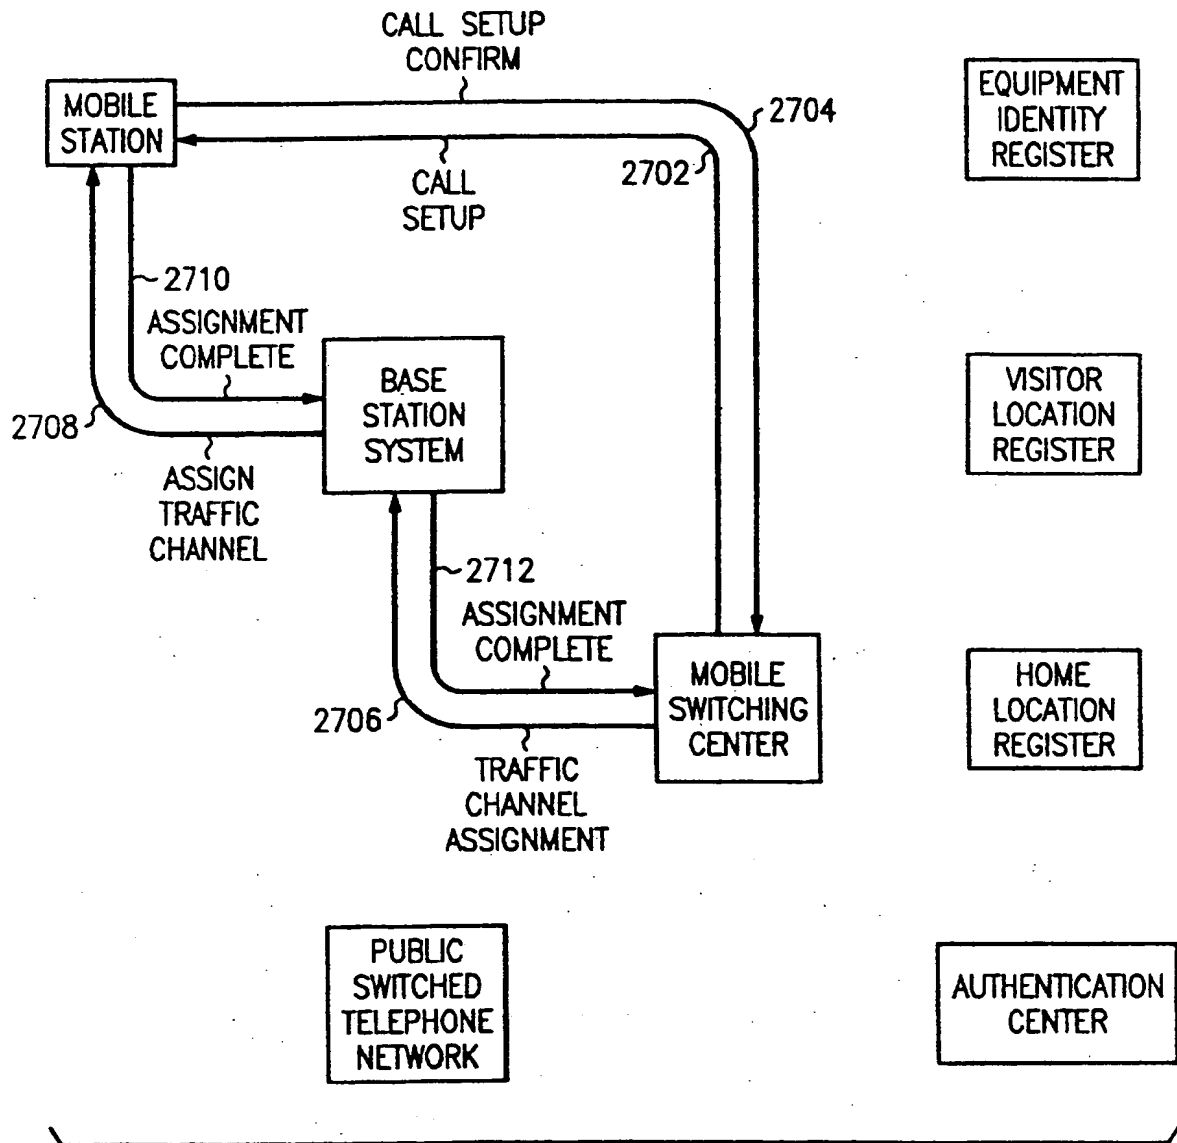 CALL SETUP
CONFIRM
MOBILE
STATION
2704
EQUIPMENT
IDENTITY
REGISTER
2702
CALL
SETUP
2710
ASSIGNMENT
COMPLETE
BASE
STATION
SYSTEM
VISITOR
LOCATION
REGISTER
2708
ASSIGN
TRAFFIC
CHANNEL
2712
ASSIGNMENT
COMPLETE
MOBILE
SWITCHING
CENTER
HOME
LOCATION
REGISTER
2706
TRAFFIC
CHANNEL
ASSIGNMENT
PUBLIC
SWITCHED
TELEPHONE
NETWORK
AUTHENTICATION
CENTER